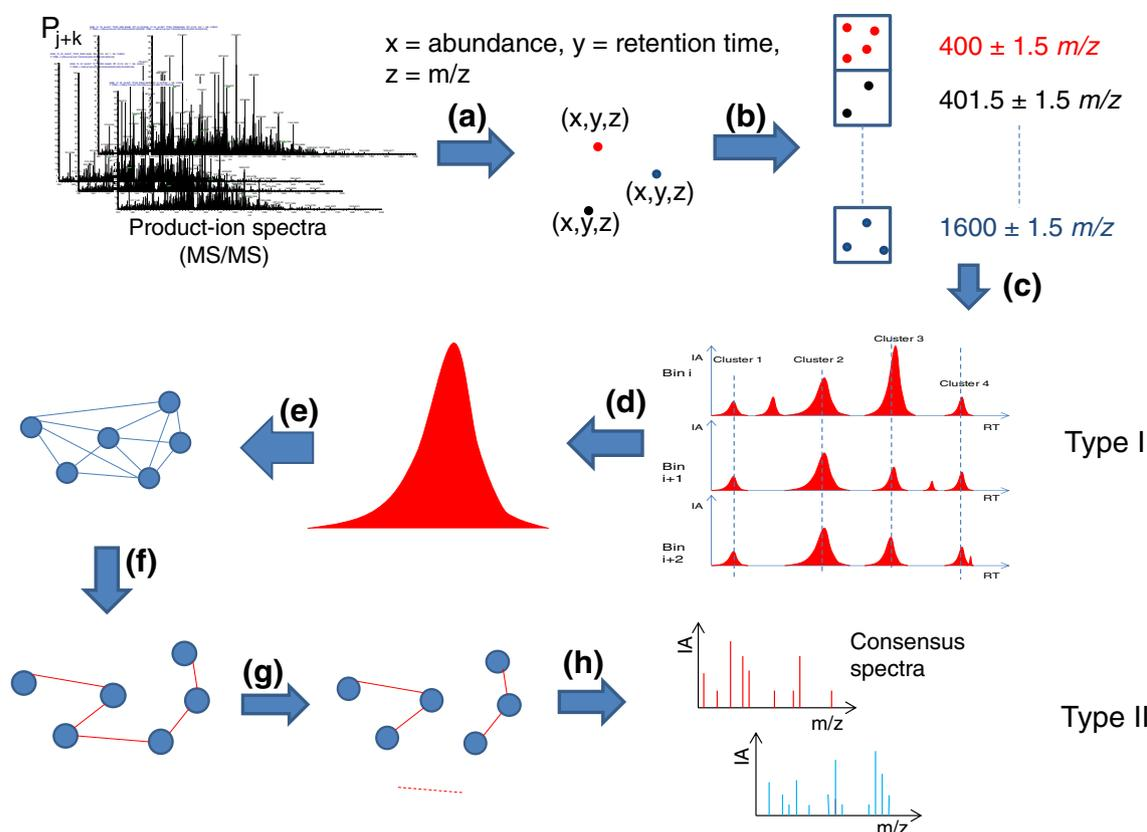 P j+k
x = abundance, y = retention time,
z = m/z
(a)
(x,y,z)
(x,y,z)
(x,y,z)
Product-ion spectra
(MS/MS)
(b)
400 ± 1.5 m/z
401.5 ± 1.5 m/z
1600 ± 1.5 m/z
(c)
IA
Bin i
Cluster 1
Cluster 2
Cluster 3
Cluster 4
RT
IA
Bin
i+1
RT
IA
Bin
i+2
RT
Type I
(d)
(e)
(f)
(g)
(h)
IA
m/z
Consensus
spectra
IA
m/z
Type II